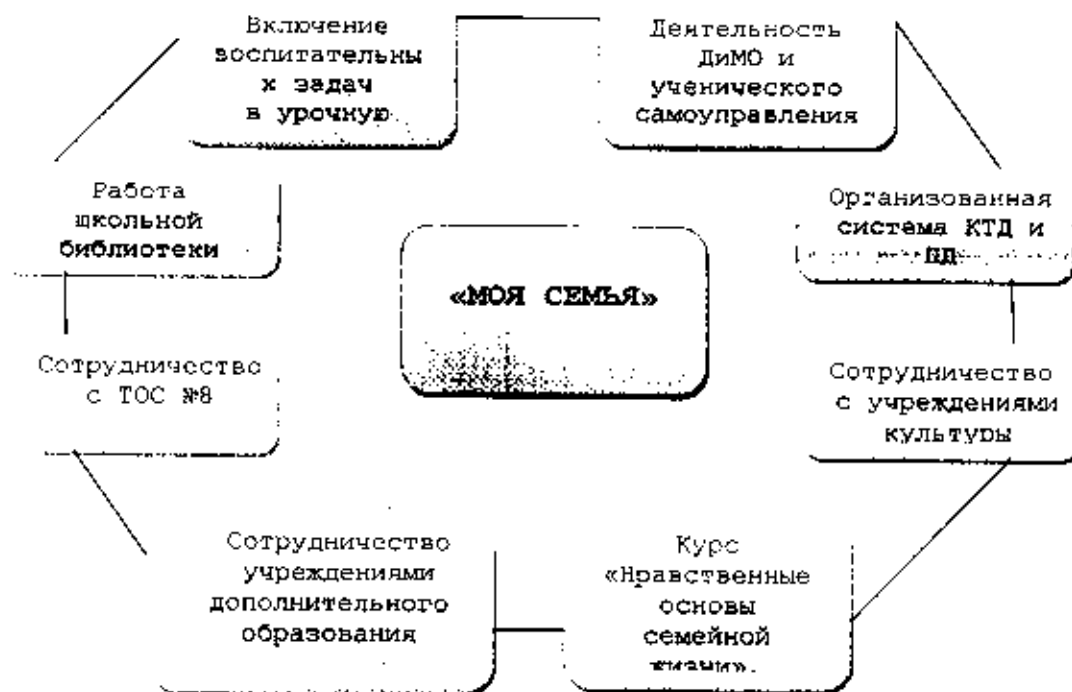 Включение
воспитательны
х задач
в урочную
Деятельность
ДиМО и
ученического
самоуправления
Работа
школьной
библиотеки
Организованная
система КТД и
«МОЯ СЕМЬЯ»
Сотрудничество
с ТОС №8
Сотрудничество
с учреждениями
культуры
Сотрудничество
учреждениями
дополнительного
образования
Курс
«Нравственные
основы
семейной
жизни».